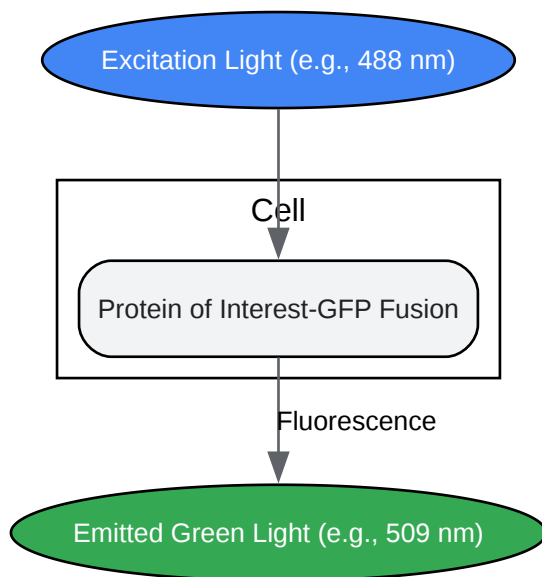 Excitation Light (e.g., 488 nm)
Cell
Protein of Interest-GFP Fusion
Fluorescence
Emitted Green Light (e.g., 509 nm)